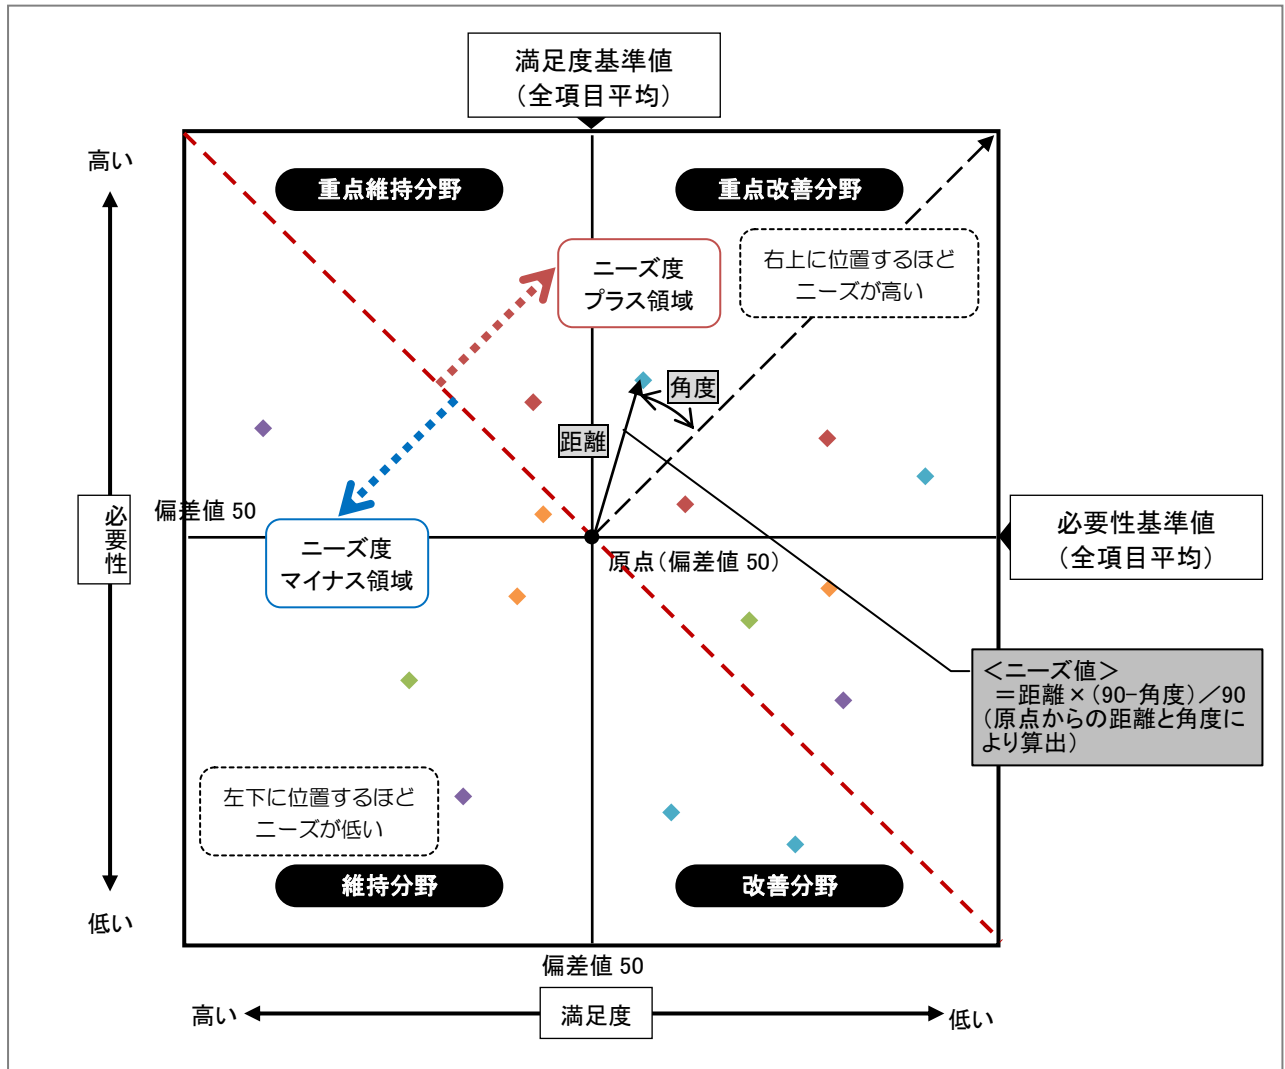 満足度基準値
（全項目平均）
高い
重点維持分野
重点改善分野
ニーズ度
プラス領域
右上に位置するほど
ニーズが高い
角度
距離
偏差値 50
必要性
ニーズ度
マイナス領域
原点（偏差値 50）
必要性基準値
（全項目平均）
＜ニーズ値＞
＝距離×（90-角度）／90
（原点からの距離と角度に
より算出）
左下に位置するほど
ニーズが低い
維持分野
改善分野
低い
偏差値 50
高い
満足度
低い